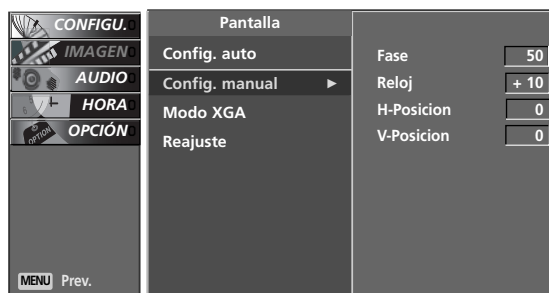 CONFIGU.
IMAGEN
AUDIO
HORA
OPCIÓN
OPTION
MENU Prev.
Pantalla
Config. auto
Config. manual ►
Modo XGA
Reajuste
Fase 50
Reloj + 10
H-Posicion 0
V-Posicion 0